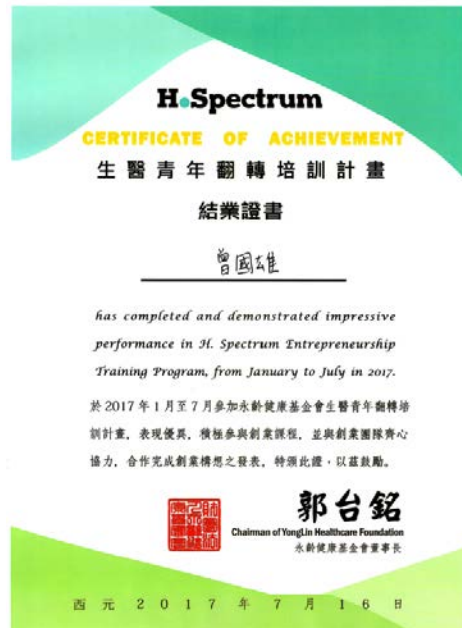 H.Spectrum
CERTIFICATE OF ACHIEVEMENT
生醫青年翻轉培訓計畫
結業證書
曾國雄
has completed and demonstrated impressive
performance in H. Spectrum Entrepreneurship
Training Program, from January to July in 2017.
於2017年1月至7月參加永齡健康基金會生醫青年翻轉培
訓計畫，表現優異，積極參與創業課程，並與創業團隊齊心
協力，合作完成創業構想之發表，特頒此證，以茲鼓勵。
郭台銘
Chairman of YongLin Healthcare Foundation
永齡健康基金會董事長
西元2017年7月16日